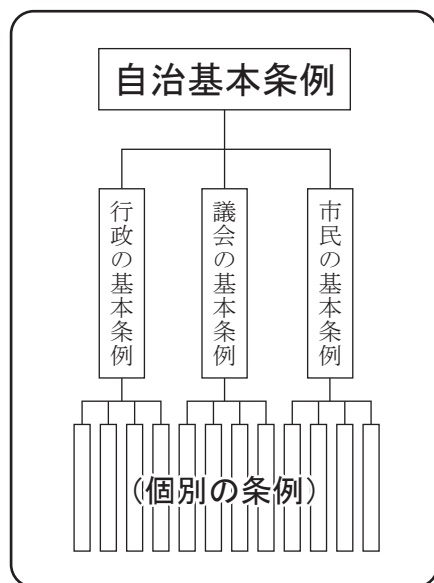 自治基本条例
行政の基本条例
議会の基本条例
市民の基本条例
（個別の条例）